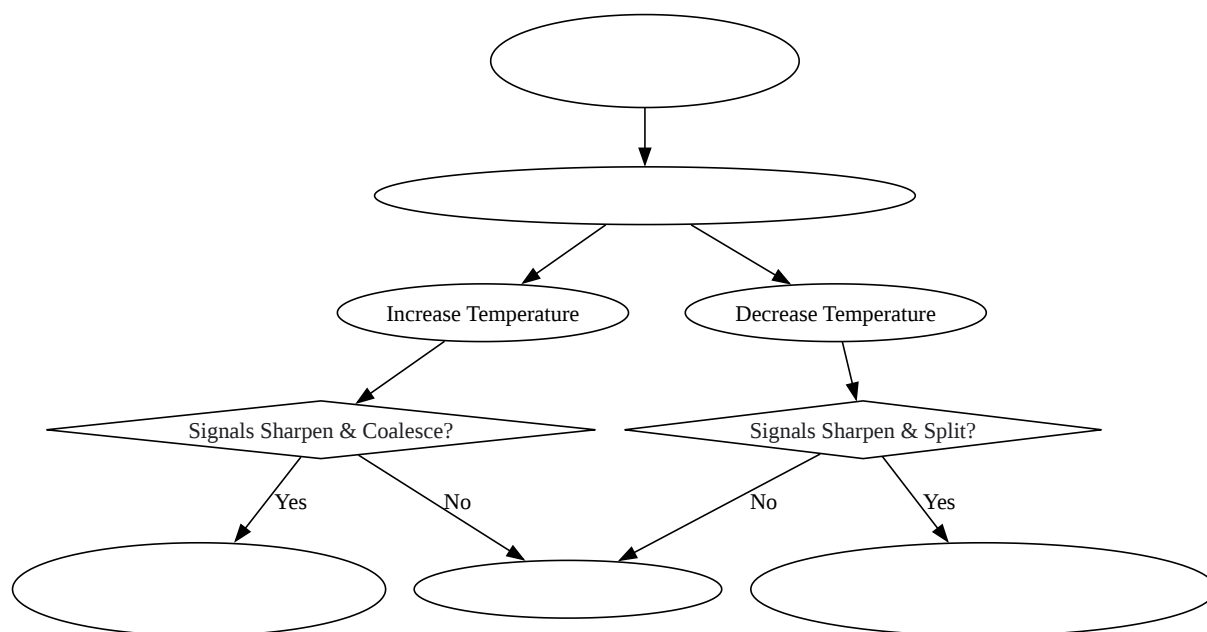 Increase Temperature
Decrease Temperature
Signals Sharpen & Coalesce?
Signals Sharpen & Split?
Yes
No
No
Yes